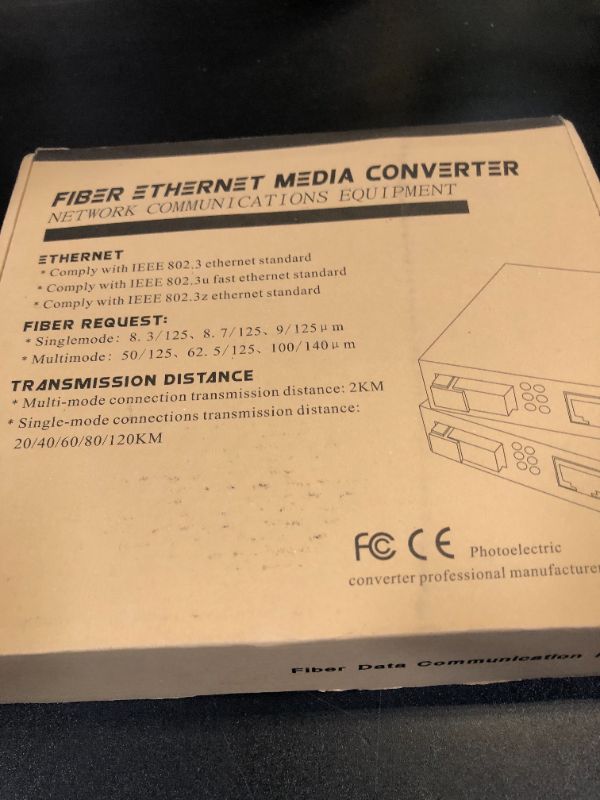 FIBER ETHERNET MEDIA CONVERTER
NETWORK COMMUNICATIONS EQUIPMENT
ETHERNET
* Comply with IEEE 802.3 ethernet standard
* Comply with IEEE 802.3u fast ethernet standard
* Comply with IEEE 802.3z ethernet standard
FIBER REQUEST:
* Singlemode: 8. 3/125、8. 7/125、9/125μm
* Multimode: 50/125、62. 5/125、100/140μm
TRANSMISSION DISTANCE
* Multi-mode connection transmission distance: 2KM
* Single-mode connections transmission distance:
20/40/60/80/120KM
FC CE Photoelectric
converter professional manufacturer
Fiber Data Communication